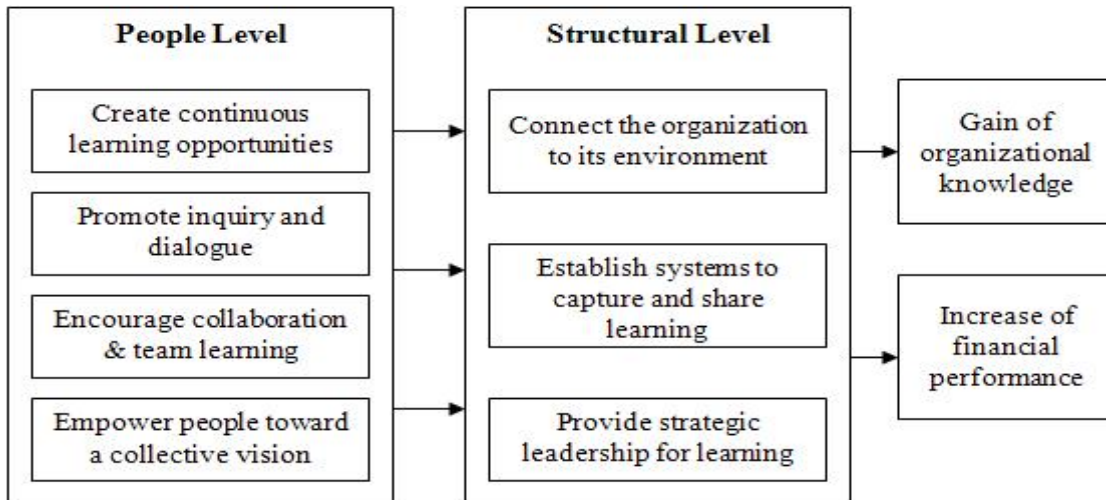 People Level
Create continuous
learning opportunities
Promote inquiry and
dialogue
Encourage collaboration
& team learning
Empower people toward
a collective vision
Structural Level
Connect the organization
to its environment
Establish systems to
capture and share
learning
Provide strategic
leadership for learning
Gain of
organizational
knowledge
Increase of
financial
performance